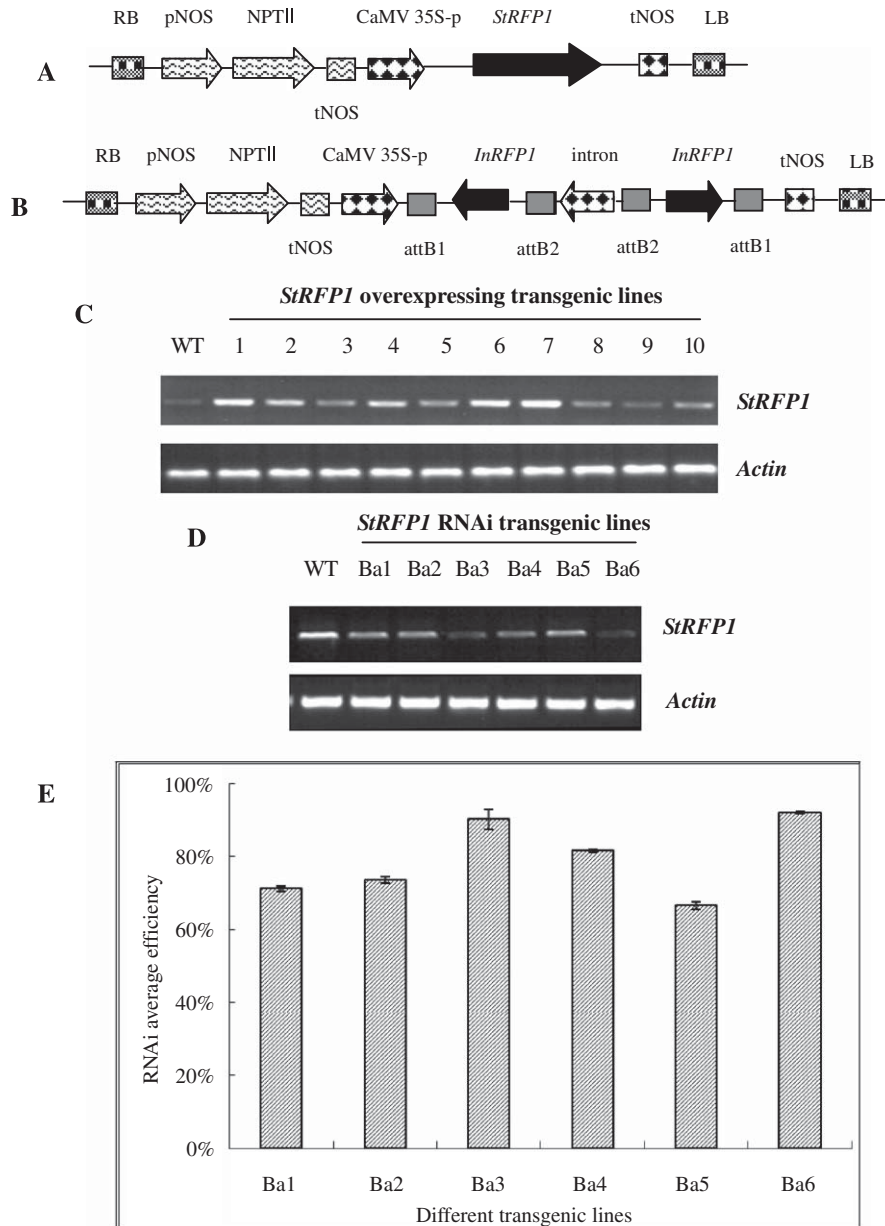 RB pNOS NPTII CaMV 35S-p StRFP1 tNOS LB
A
tNOS
RB pNOS NPTII CaMV 35S-p InRFP1 intron InRFP1 tNOS LB
B
tNOS attB1 attB2 attB2 attB1
C
StRFP1 overexpressing transgenic lines
WT 1 2 3 4 5 6 7 8 9 10
StRFP1
Actin
D
StRFP1 RNAi transgenic lines
WT Ba1 Ba2 Ba3 Ba4 Ba5 Ba6
StRFP1
Actin
E
RNAi average efficiency
100%
80%
60%
40%
20%
0%
Ba1 Ba2 Ba3 Ba4 Ba5 Ba6
Different transgenic lines